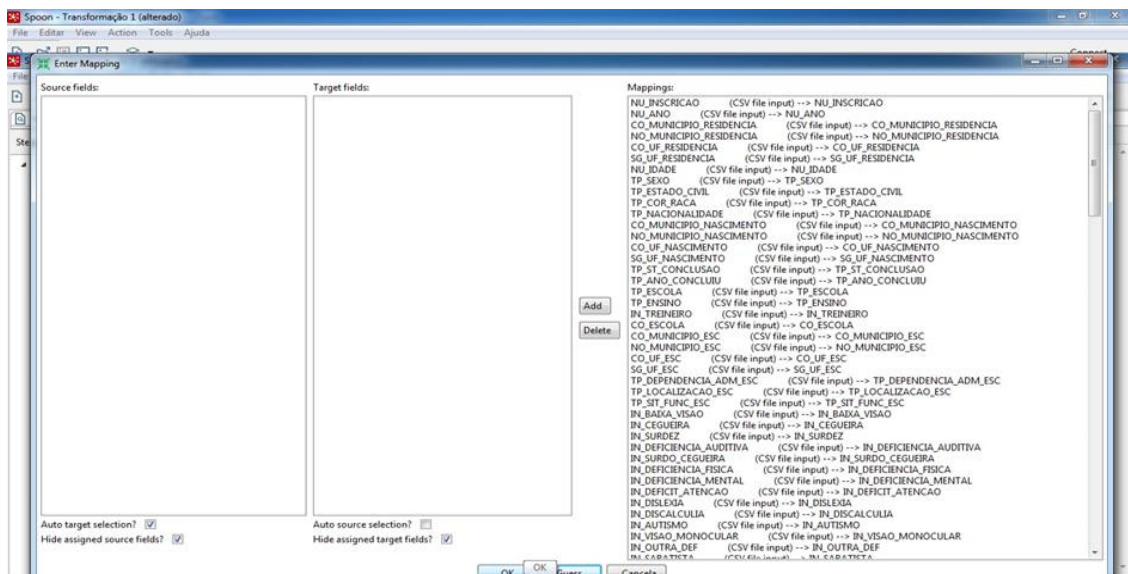 Spoon - Transformação 1 (alterado)
File Editar View Action Tools Ajuda
Enter Mapping
Source fields:
Target fields:
Mappings:
NU_INSCRICAO (CSV file input) --> NU_INSCRICAO
NU_ANO (CSV file input) --> NU_ANO
CO_MUNICIPIO_RESIDENCIA (CSV file input) --> CO_MUNICIPIO_RESIDENCIA
NO_MUNICIPIO_RESIDENCIA (CSV file input) --> NO_MUNICIPIO_RESIDENCIA
CO_UF_RESIDENCIA (CSV file input) --> CO_UF_RESIDENCIA
SG_UF_RESIDENCIA (CSV file input) --> SG_UF_RESIDENCIA
NU_IDADE (CSV file input) --> NU_IDADE
TP_SEXO (CSV file input) --> TP_SEXO
TP_ESTADO_CIVIL (CSV file input) --> TP_ESTADO_CIVIL
TP_COR_RACA (CSV file input) --> TP_COR_RACA
TP_NACIONALIDADE (CSV file input) --> TP_NACIONALIDADE
CO_MUNICIPIO_NASCIMENTO (CSV file input) --> CO_MUNICIPIO_NASCIMENTO
NO_MUNICIPIO_NASCIMENTO (CSV file input) --> NO_MUNICIPIO_NASCIMENTO
CO_UF_NASCIMENTO (CSV file input) --> CO_UF_NASCIMENTO
SG_UF_NASCIMENTO (CSV file input) --> SG_UF_NASCIMENTO
TP_ST_CONCLUSAO (CSV file input) --> TP_ST_CONCLUSAO
TP_ANO_CONCLUIU (CSV file input) --> TP_ANO_CONCLUIU
TP_ESCOLA (CSV file input) --> TP_ESCOLA
TP_ENSINO (CSV file input) --> TP_ENSINO
IN_TREINEIRO (CSV file input) --> IN_TREINEIRO
CO_ESCOLA (CSV file input) --> CO_ESCOLA
CO_MUNICIPIO_ESC (CSV file input) --> CO_MUNICIPIO_ESC
NO_MUNICIPIO_ESC (CSV file input) --> NO_MUNICIPIO_ESC
CO_UF_ESC (CSV file input) --> CO_UF_ESC
SG_UF_ESC (CSV file input) --> SG_UF_ESC
TP_DEPENDENCIA_ADM_ESC (CSV file input) --> TP_DEPENDENCIA_ADM_ESC
TP_LOCALIZACAO_ESC (CSV file input) --> TP_LOCALIZACAO_ESC
TP_SIT_FUNC_ESC (CSV file input) --> TP_SIT_FUNC_ESC
IN_BAIXA_VISAO (CSV file input) --> IN_BAIXA_VISAO
IN_CEGUEIRA (CSV file input) --> IN_CEGUEIRA
IN_SURDEZ (CSV file input) --> IN_SURDEZ
IN_DEFICIENCIA_AUDITIVA (CSV file input) --> IN_DEFICIENCIA_AUDITIVA
IN_SURDO_CEGUEIRA (CSV file input) --> IN_SURDO_CEGUEIRA
IN_DEFICIENCIA_FISICA (CSV file input) --> IN_DEFICIENCIA_FISICA
IN_DEFICIENCIA_MENTAL (CSV file input) --> IN_DEFICIENCIA_MENTAL
IN_DEFICIT_ATENCAO (CSV file input) --> IN_DEFICIT_ATENCAO
IN_DISLEXIA (CSV file input) --> IN_DISLEXIA
IN_DISCALCULIA (CSV file input) --> IN_DISCALCULIA
IN_AUTISMO (CSV file input) --> IN_AUTISMO
IN_VISAO_MONOCULAR (CSV file input) --> IN_VISAO_MONOCULAR
IN_OUTRA_DEF (CSV file input) --> IN_OUTRA_DEF
IN_SABATISTA (CSV file input) --> IN_SABATISTA
Add
Delete
Auto target selection?
Auto source selection?
Hide assigned source fields?
Hide assigned target fields?
OK
OK
Guess
Cancela